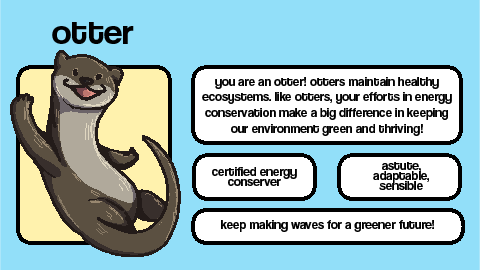 otter
you are an otter! otters maintain healthy
ecosystems. like otters, your efforts in energy
conservation make a big difference in keeping
our environment green and thriving!
certified energy
conserver
astute,
adaptable,
sensible
keep making waves for a greener future!